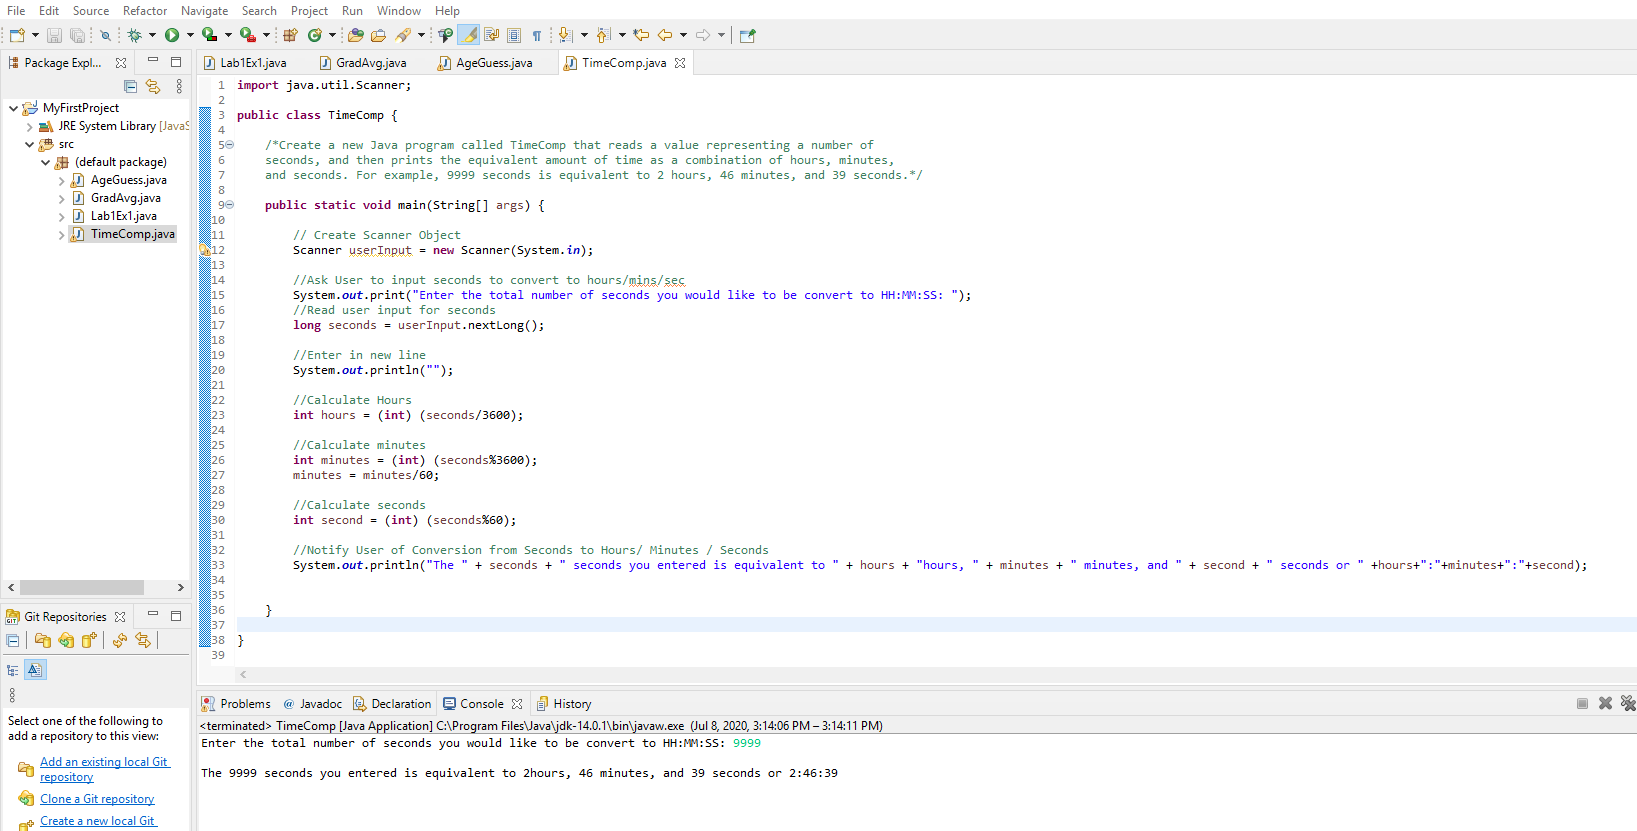 File Edit Source Refactor Navigate Search Project Run Window Help
Package Expl...
MyFirstProject
JRE System Library [JavaS
src
(default package)
AgeGuess.java
GradAvg.java
Lab1Ex1.java
TimeComp.java
Git Repositories
Select one of the following to
add a repository to this view:
Add an existing local Git
repository
Clone a Git repository
Create a new local Git
Lab1Ex1.java GradAvg.java AgeGuess.java TimeComp.java
1 import java.util.Scanner;
2
3 public class TimeComp {
4
5 /*Create a new Java program called TimeComp that reads a value representing a number of
6 seconds, and then prints the equivalent amount of time as a combination of hours, minutes,
7 and seconds. For example, 9999 seconds is equivalent to 2 hours, 46 minutes, and 39 seconds.*/
8
9 public static void main(String[] args) {
10
11 // Create Scanner Object
12 Scanner userInput = new Scanner(System.in);
13
14 //Ask User to input seconds to convert to hours/mins/sec
15 System.out.print("Enter the total number of seconds you would like to be convert to HH:MM:SS: ");
16 //Read user input for seconds
17 long seconds = userInput.nextLong();
18
19 //Enter in new line
20 System.out.println("");
21
22 //Calculate Hours
23 int hours = (int) (seconds/3600);
24
25 //Calculate minutes
26 int minutes = (int) (seconds%3600);
27 minutes = minutes/60;
28
29 //Calculate seconds
30 int second = (int) (seconds%60);
31
32 //Notify User of Conversion from Seconds to Hours/ Minutes / Seconds
33 System.out.println("The " + seconds + " seconds you entered is equivalent to " + hours + "hours, " + minutes + " minutes, and " + second + " seconds or " +hours+":"+minutes+":"+second);
34
35
36 }
37
38 }
39
Problems @ Javadoc Declaration Console History
<terminated> TimeComp [Java Application] C:\Program Files\Java\jdk-14.0.1\bin\javaw.exe (Jul 8, 2020, 3:14:06 PM – 3:14:11 PM)
Enter the total number of seconds you would like to be convert to HH:MM:SS: 9999
The 9999 seconds you entered is equivalent to 2hours, 46 minutes, and 39 seconds or 2:46:39